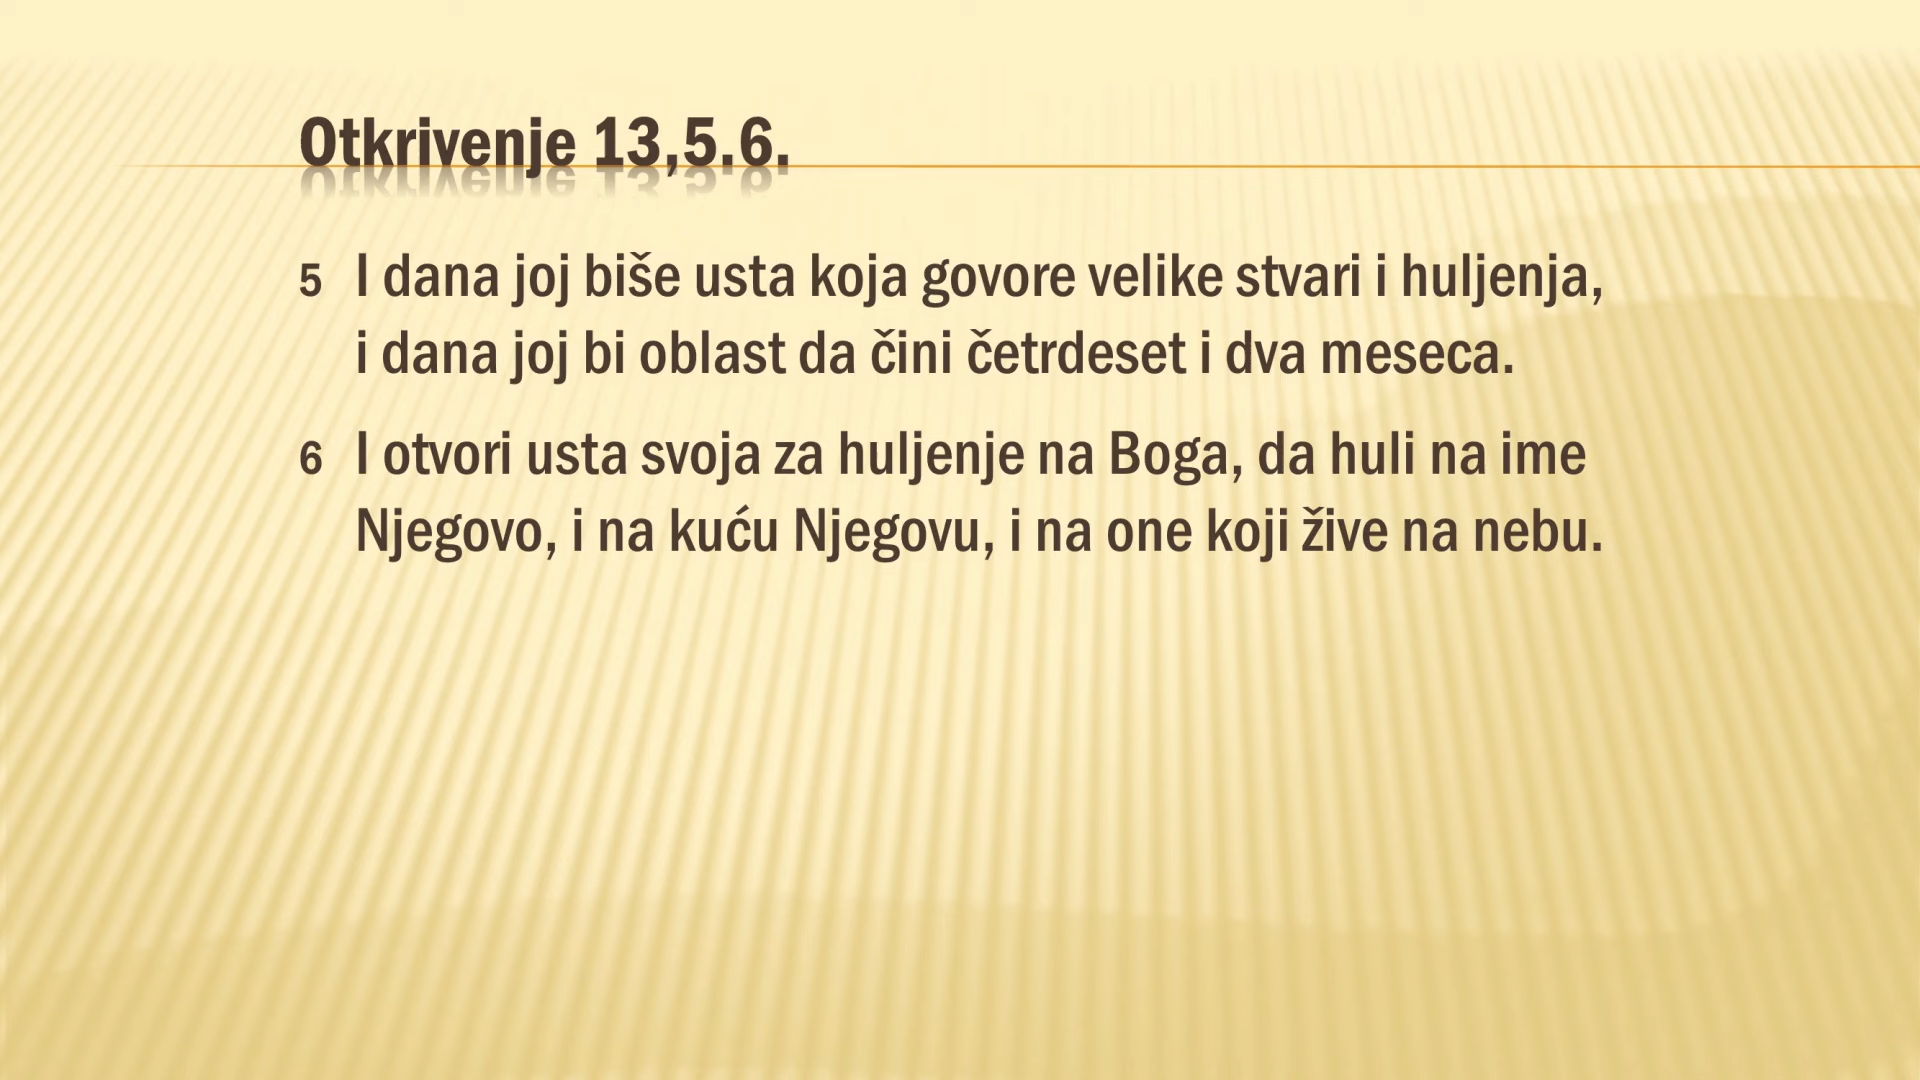 Otkrivenje 13,5.6.
5 I dana joj biše usta koja govore velike stvari i huljenja,
i dana joj bi oblast da čini četrdeset i dva meseca.
6 I otvori usta svoja za huljenje na Boga, da huli na ime
Njegovo, i na kuću Njegovu, i na one koji žive na nebu.